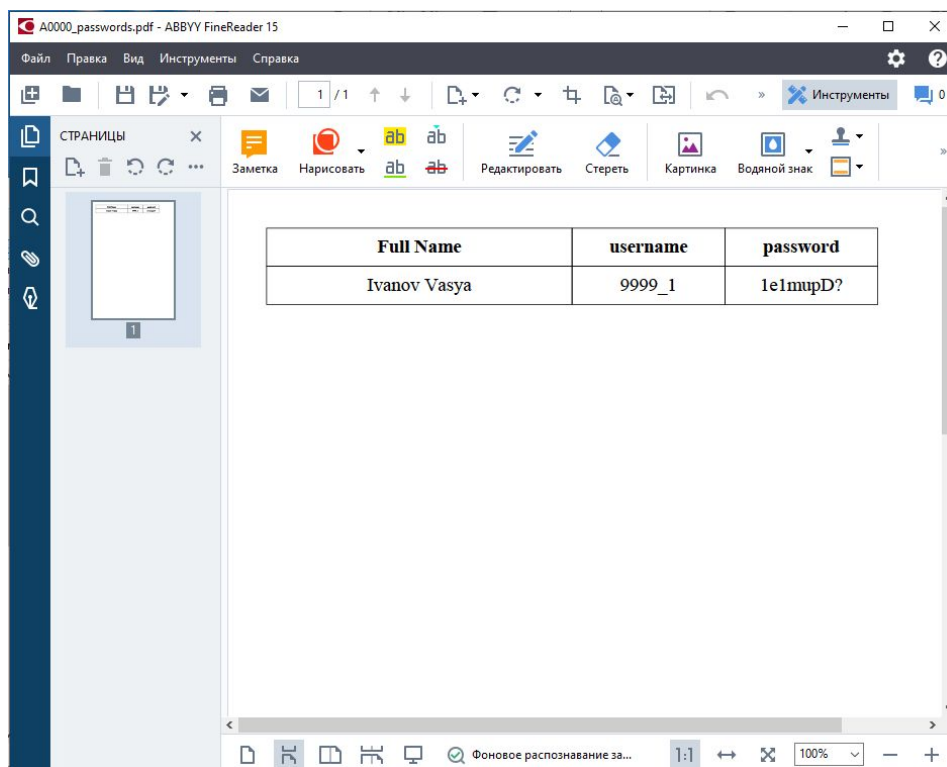 A0000_passwords.pdf - ABBYY FineReader 15
Файл Правка Вид Инструменты Справка
1 / 1 Инструменты 0
СТРАНИЦЫ
Заметка Нарисовать ab ab ab ab Редактировать Стереть Картинка Водяной знак
Full Name username password
Ivanov Vasya 9999_1 1e1mupD?
1
Фоновое распознавание за... 1:1 100%